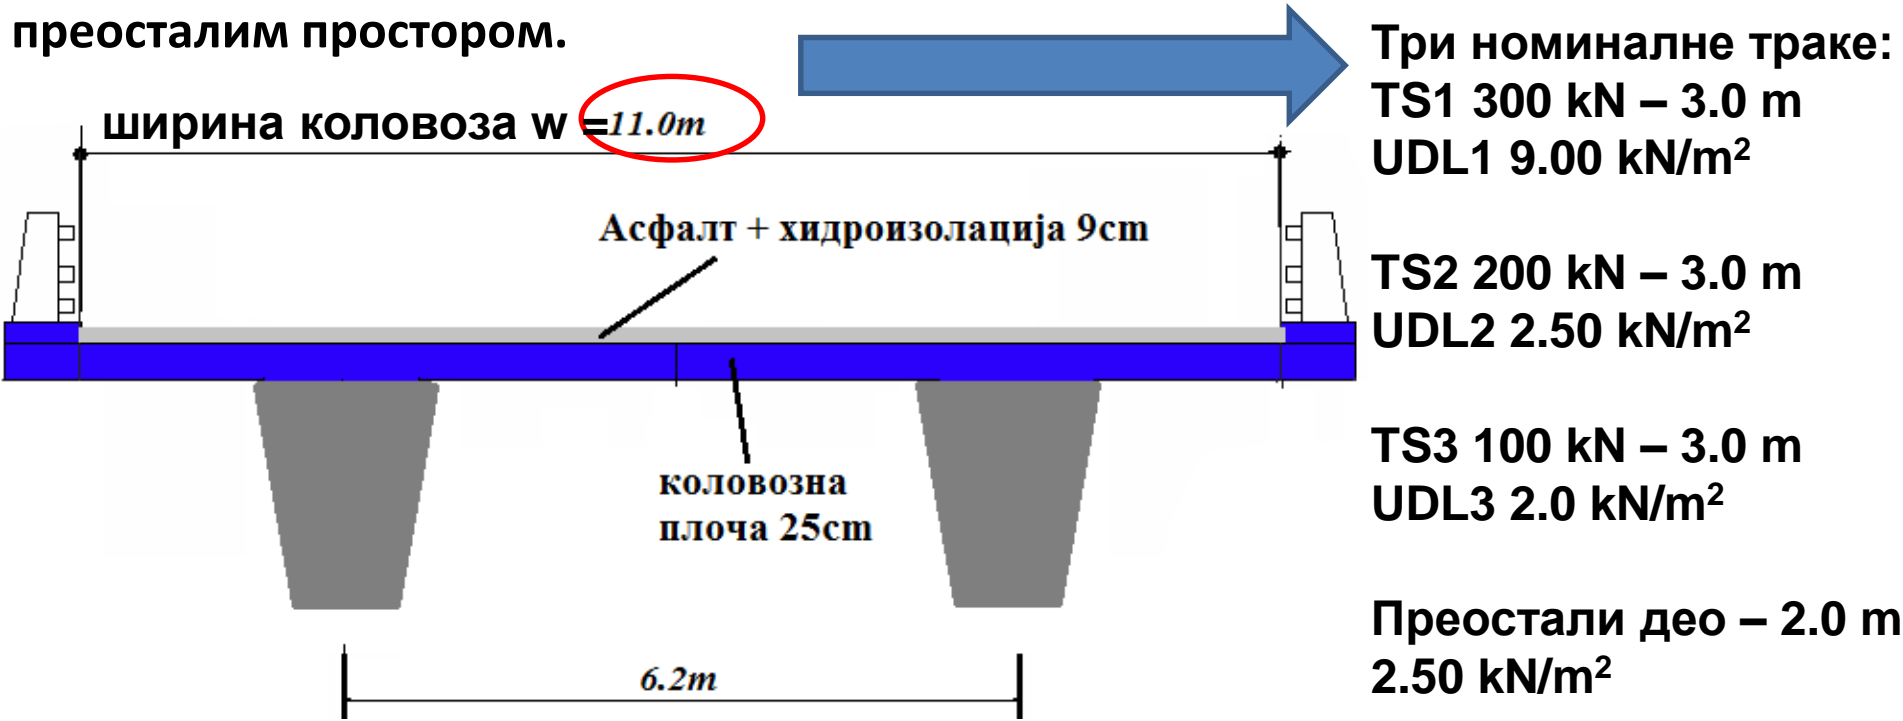 преосталим простором.
ширина коловоза w =11.0m
Асфалт + хидроизолација 9cm
коловозна
плоча 25cm
6.2m
Три номиналне траке:
TS1 300 kN – 3.0 m
UDL1 9.00 kN/m²
TS2 200 kN – 3.0 m
UDL2 2.50 kN/m²
TS3 100 kN – 3.0 m
UDL3 2.0 kN/m²
Преостали део – 2.0 m
2.50 kN/m²